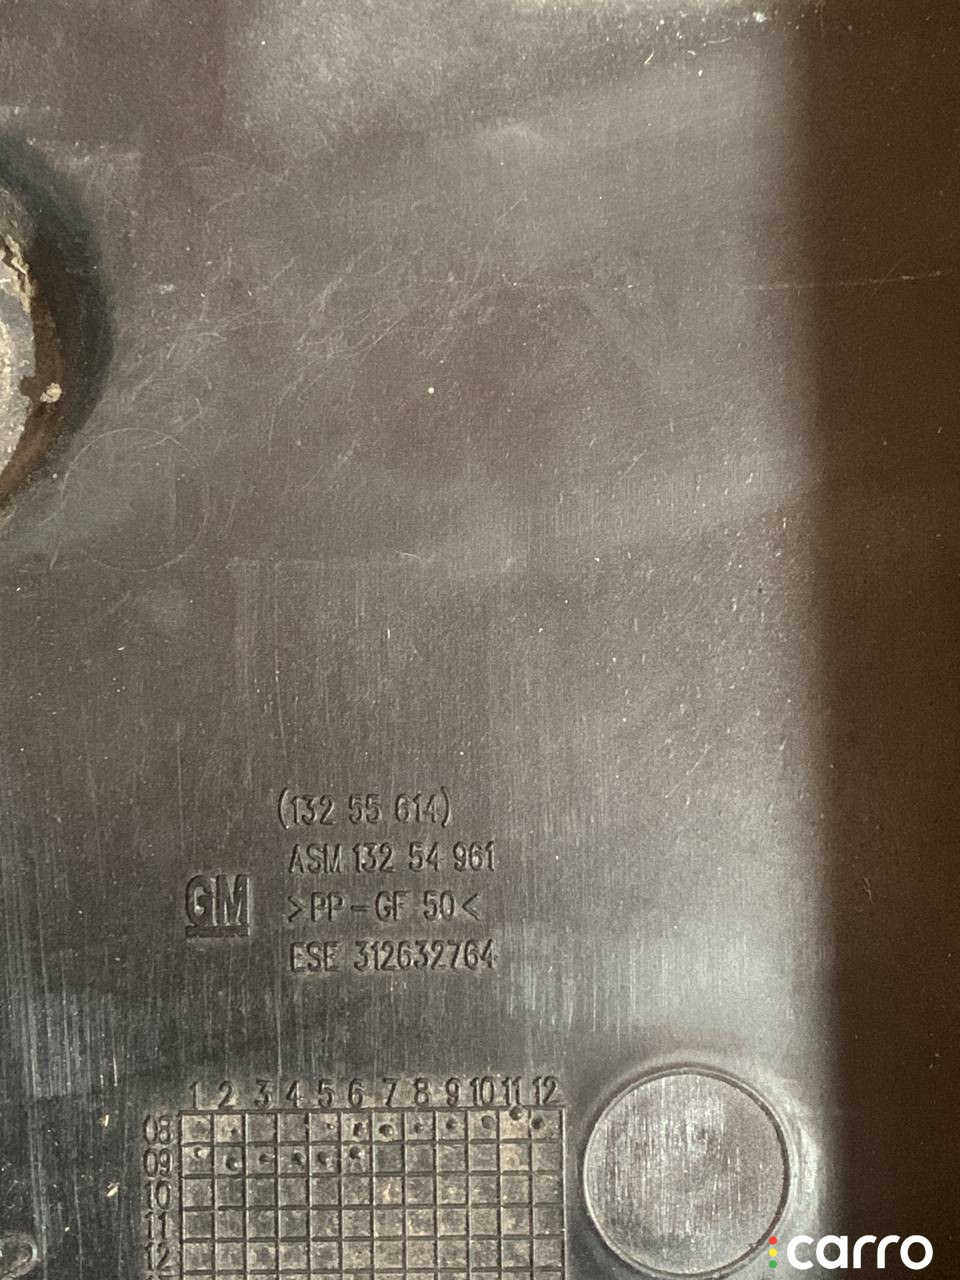 (132 55 614)
ASM 132 54 961
GM
>PP-GF 50<
ESE 312632764
1 2 3 4 5 6 7 8 9 10 11 12
08
09
10
11
12
carro